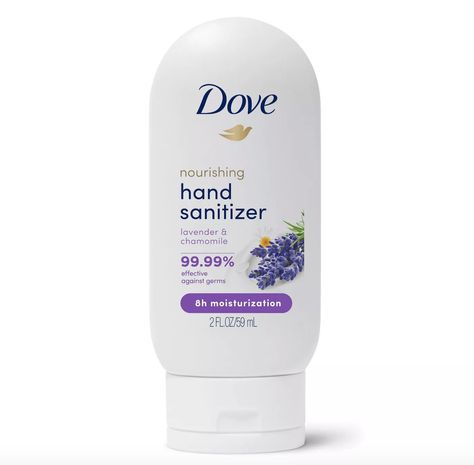 Dove
nourishing
hand
sanitizer
lavender &
chamomile
99.99%
effective
against germs
8h moisturization
2 FL.OZ/59 mL